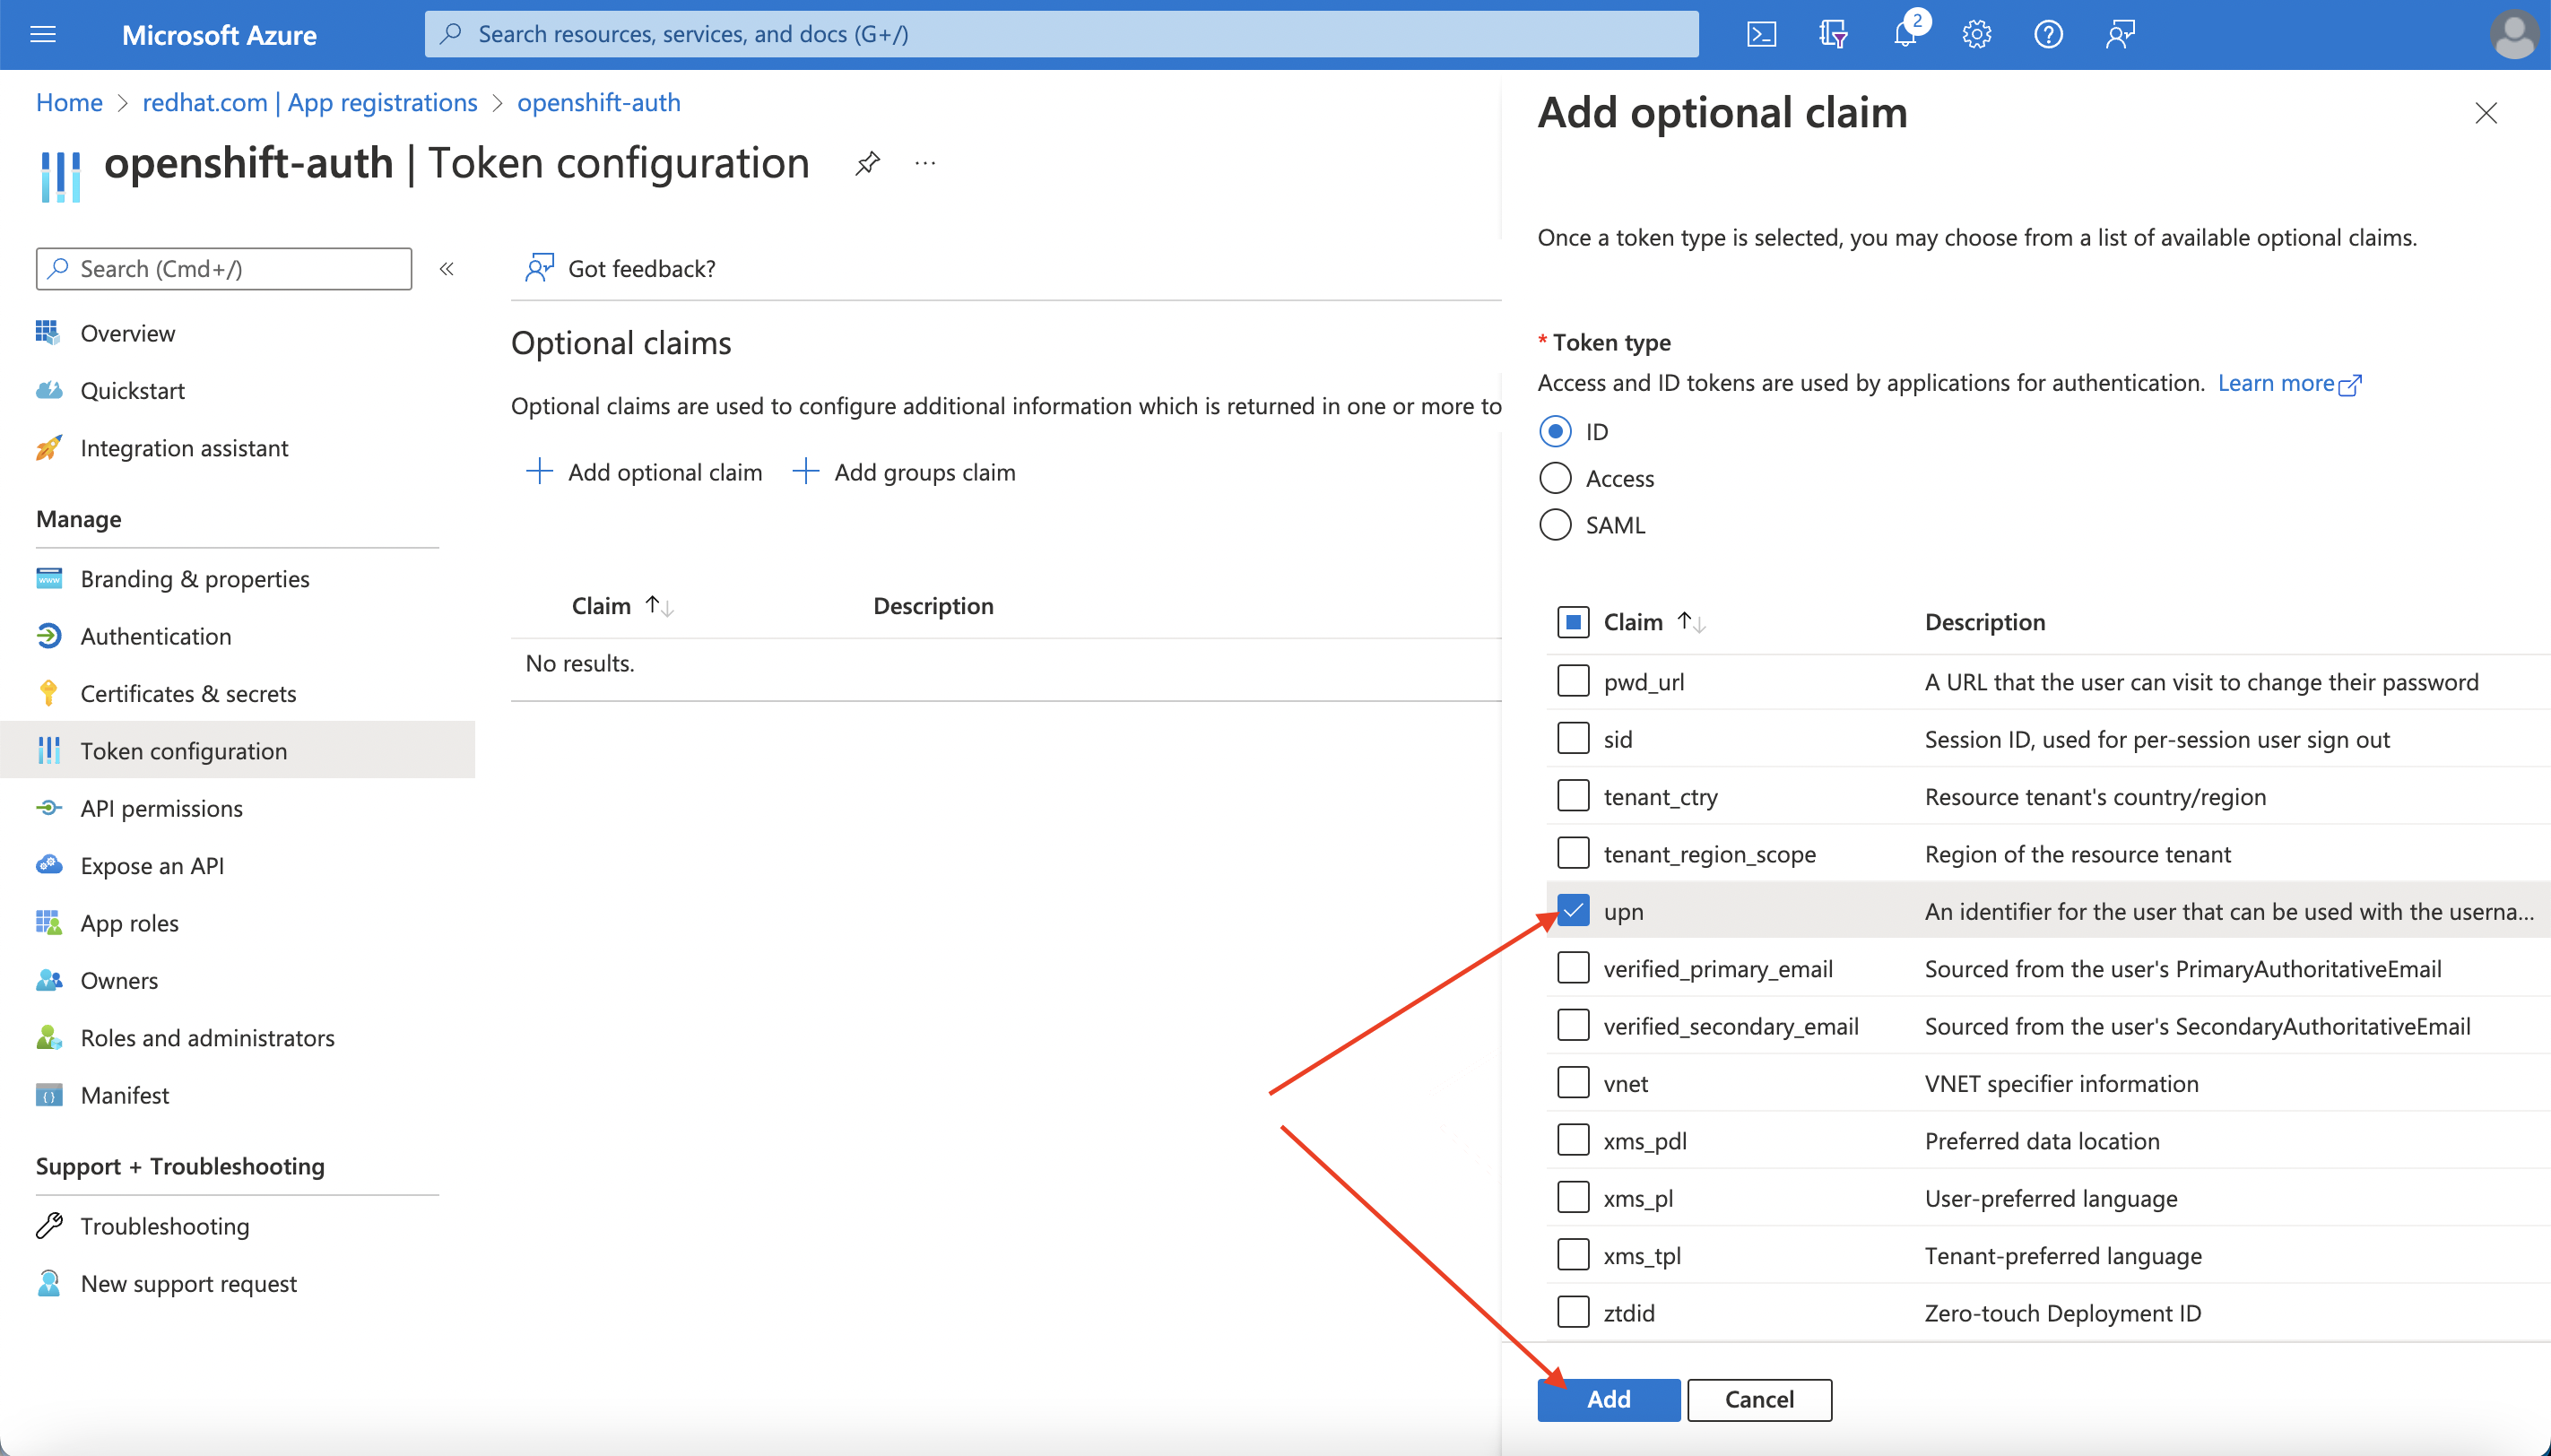 Microsoft Azure
Search resources, services, and docs (G+/)
2
Home > redhat.com | App registrations > openshift-auth
openshift-auth | Token configuration
Search (Cmd+/)
Overview
Quickstart
Integration assistant
Manage
Branding & properties
Authentication
Certificates & secrets
Token configuration
API permissions
Expose an API
App roles
Owners
Roles and administrators
Manifest
Support + Troubleshooting
Troubleshooting
New support request
Got feedback?
Optional claims
Optional claims are used to configure additional information which is returned in one or more to
Add optional claim Add groups claim
Claim Description
No results.
Add optional claim
Once a token type is selected, you may choose from a list of available optional claims.
* Token type
Access and ID tokens are used by applications for authentication. Learn more
ID
Access
SAML
Claim Description
pwd_url A URL that the user can visit to change their password
sid Session ID, used for per-session user sign out
tenant_ctry Resource tenant's country/region
tenant_region_scope Region of the resource tenant
upn An identifier for the user that can be used with the userna...
verified_primary_email Sourced from the user's PrimaryAuthoritativeEmail
verified_secondary_email Sourced from the user's SecondaryAuthoritativeEmail
vnet VNET specifier information
xms_pdl Preferred data location
xms_pl User-preferred language
xms_tpl Tenant-preferred language
ztdid Zero-touch Deployment ID
Add Cancel